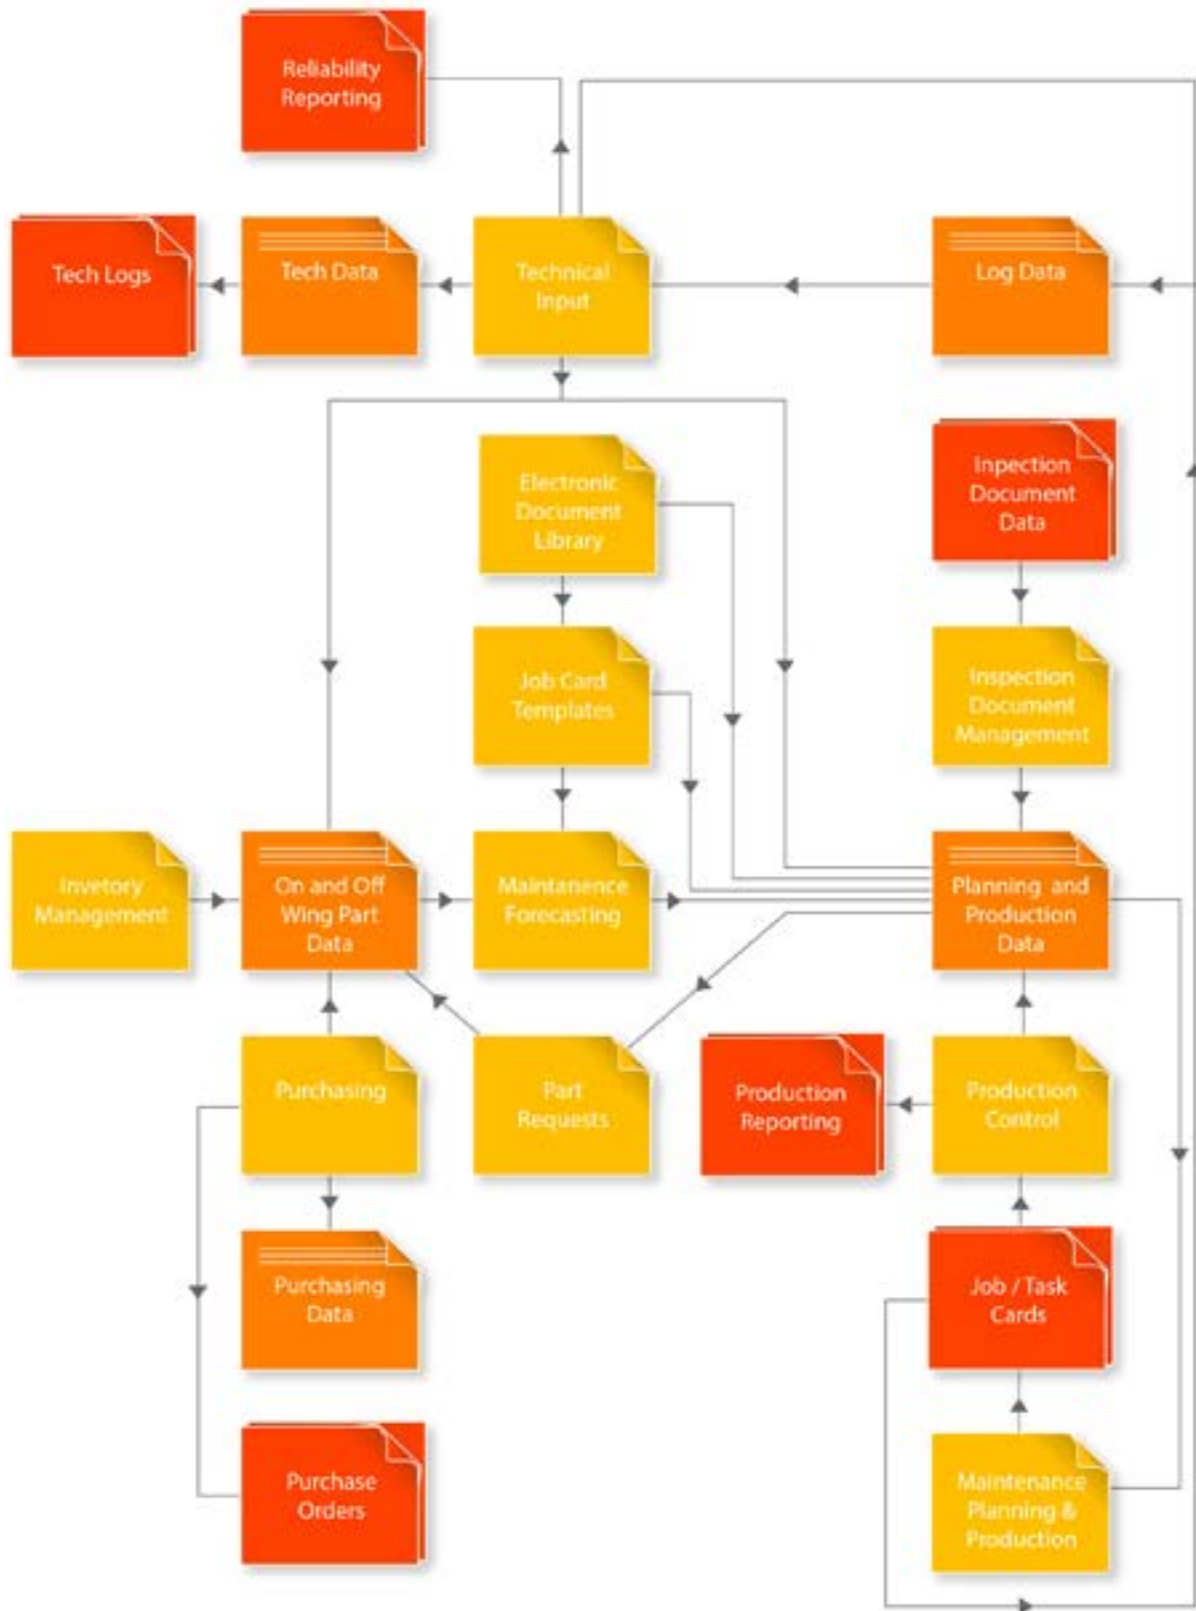 Reliability
Reporting
Tech Logs
Tech Data
Technical
Input
Log Data
Electronic
Document
Library
Inpection
Document
Data
Job Card
Templates
Inspection
Document
Management
Invetory
Management
On and Off
Wing Part
Data
Maintanence
Forecasting
Planning and
Production
Data
Purchasing
Part
Requests
Production
Reporting
Production
Control
Purchasing
Data
Job / Task
Cards
Purchase
Orders
Maintenance
Planning &
Production